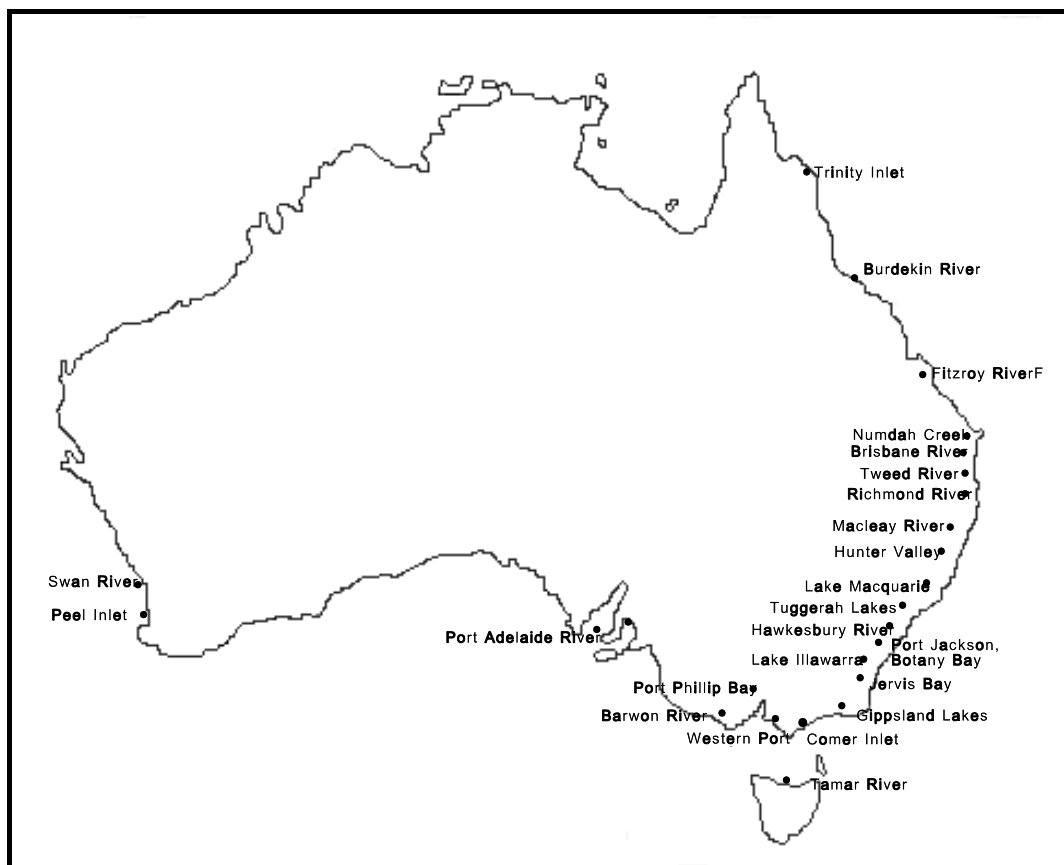 Trinity Inlet
Burdekin River
Fitzroy RiverF
Numdah Creek
Brisbane River
Tweed River
Richmond River
Macleay River
Hunter Valley
Swan River
Lake Macquarie
Peel Inlet
Tuggerah Lakes
Hawkesbury River
Port Adelaide River
Port Jackson,
Lake Illawarra
Botany Bay
Jervis Bay
Port Phillip Bay
Barwon River
Gippsland Lakes
Western Port
Comer Inlet
Tamar River